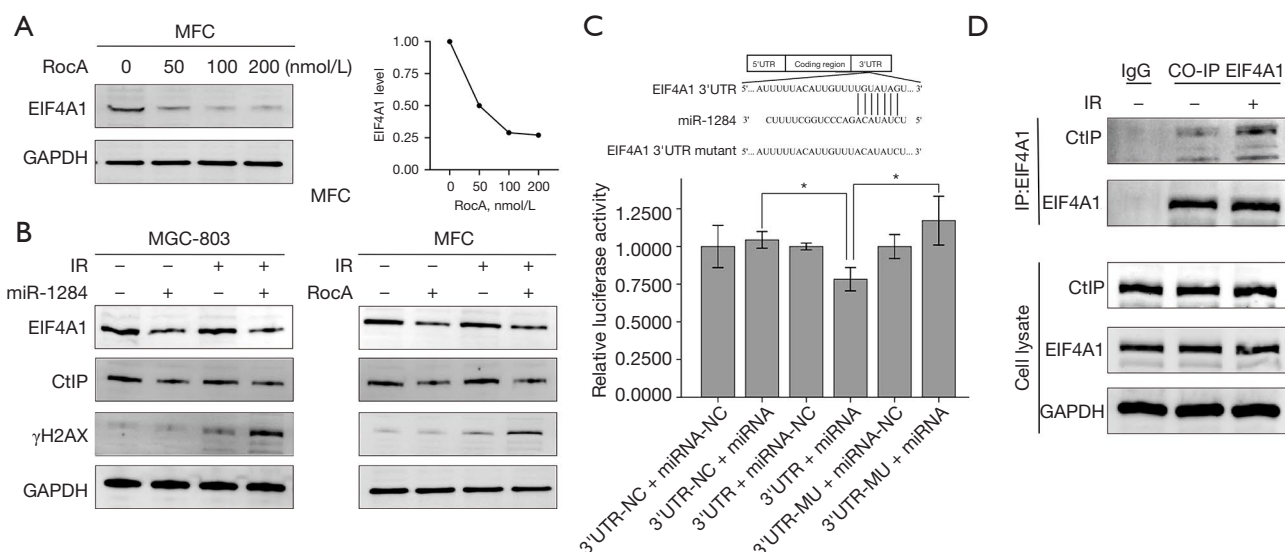 A
MFC
RocA 0 50 100 200 (nmol/L)
EIF4A1
GAPDH
MFC
1.00
0.75
0.50
0.25
0.00
EIF4A1 level
0 50 100 200
RocA, nmol/L
B
MGC-803
IR – – + +
miR-1284 – + – +
EIF4A1
CtIP
γH2AX
GAPDH
MFC
IR – – + +
RocA – + – +
C
5'UTR Coding region 3'UTR
EIF4A1 3'UTR 5'... AUUUUUACAUUGUUUUGUAUAGU... 3'
miR-1284 3' CUUUUCGGUCCCAGACAUAUCU 5'
EIF4A1 3'UTR mutant 5'... AUUUUUACAUUGUUUACAUAUCU... 3'
* *
Relative luciferase activity
1.2500
1.0000
0.7500
0.5000
0.2500
0.0000
3'UTR-NC + miRNA-NC
3'UTR-NC + miRNA
3'UTR + miRNA-NC
3'UTR + miRNA
3'UTR-MU + miRNA-NC
3'UTR-MU + miRNA
D
IgG CO-IP EIF4A1
IR – – +
IP:EIF4A1
CtIP
EIF4A1
Cell lysate
CtIP
EIF4A1
GAPDH